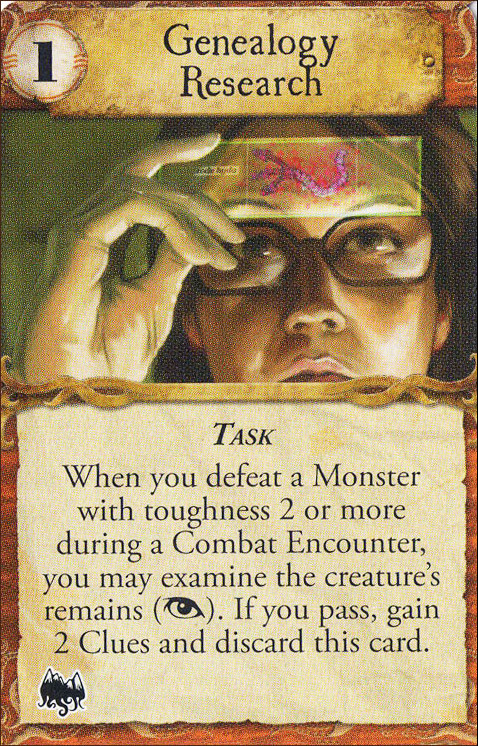 1
Genealogy
Research
TASK
When you defeat a Monster
with toughness 2 or more
during a Combat Encounter,
you may examine the creature's
remains ( ). If you pass, gain
2 Clues and discard this card.